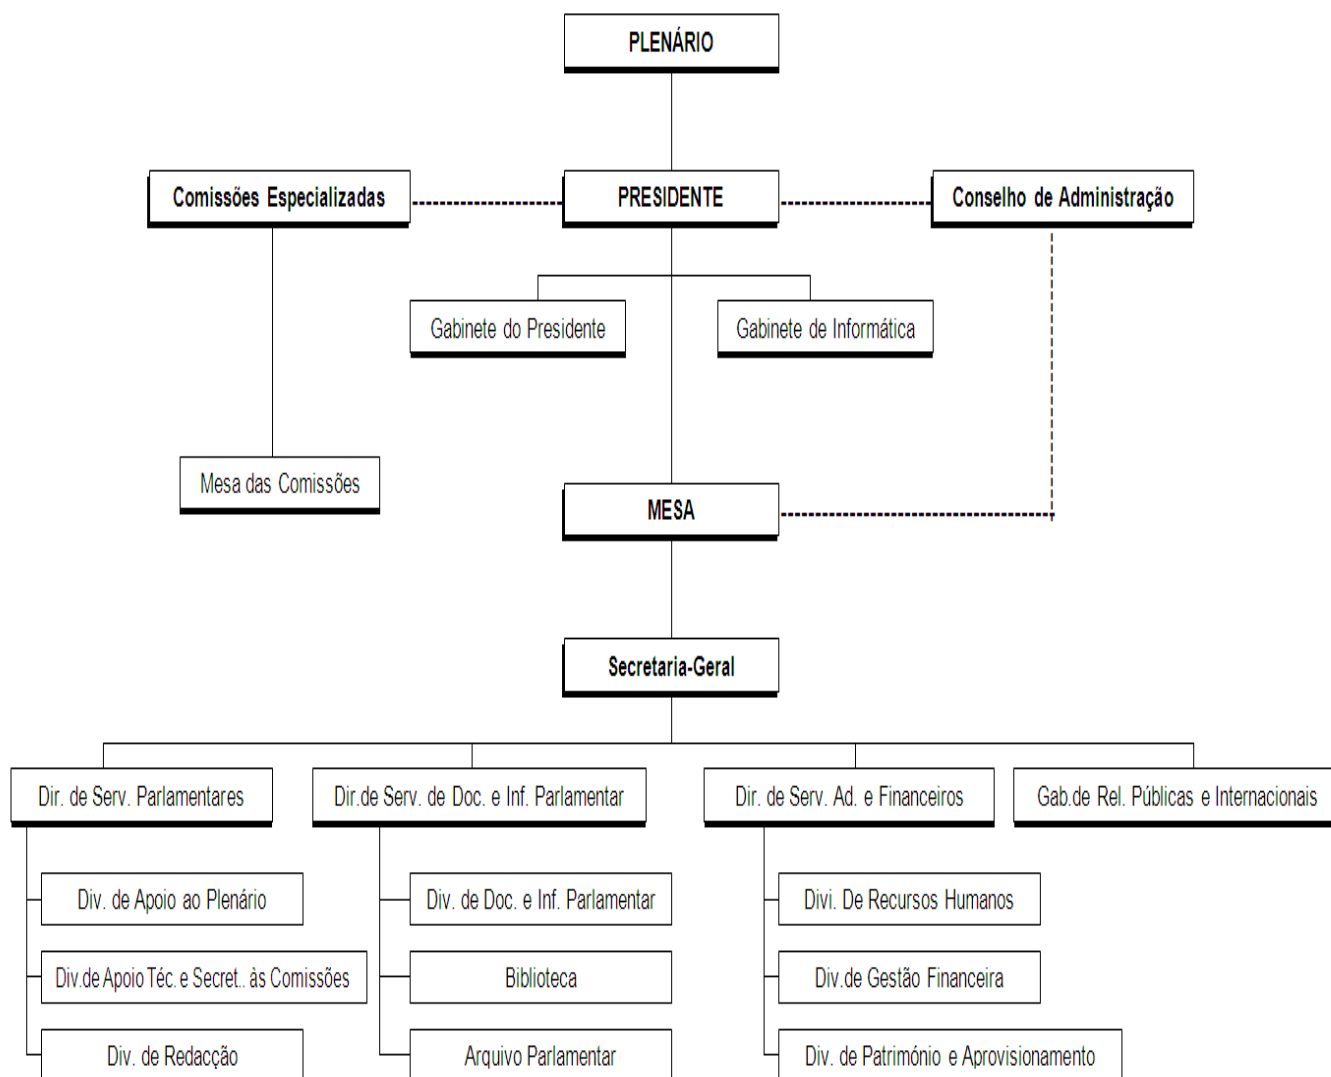 PLENÁRIO
Comissões Especializadas
PRESIDENTE
Conselho de Administração
Gabinete do Presidente
Gabinete de Informática
Mesa das Comissões
MESA
Secretaria-Geral
Dir. de Serv. Parlamentares
Dir.de Serv. de Doc. e Inf. Parlamentar
Dir. de Serv. Ad. e Financeiros
Gab.de Rel. Públicas e Internacionais
Div. de Apoio ao Plenário
Div. de Doc. e Inf. Parlamentar
Divi. De Recursos Humanos
Div.de Apoio Téc. e Secret.. às Comissões
Biblioteca
Div.de Gestão Financeira
Div. de Redacção
Arquivo Parlamentar
Div. de Património e Aprovisionamento